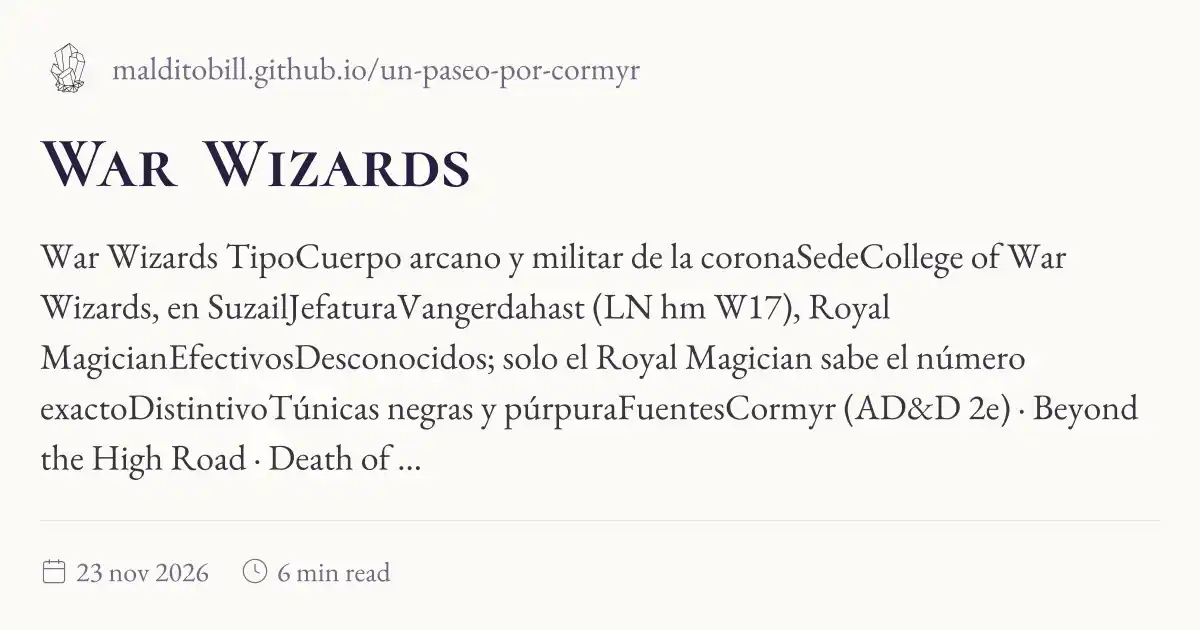 malditobill.github.io/un-paseo-por-cormyr
War Wizards
War Wizards TipoCuerpo arcano y militar de la coronaSedeCollege of War
Wizards, en SuzailJefaturaVangerdahast (LN hm W17), Royal
MagicianEfectivosDesconocidos; solo el Royal Magician sabe el número
exactoDistintivoTúnicas negras y púrpuraFuentesCormyr (AD&D 2e) · Beyond
the High Road · Death of ...
23 nov 2026 6 min read